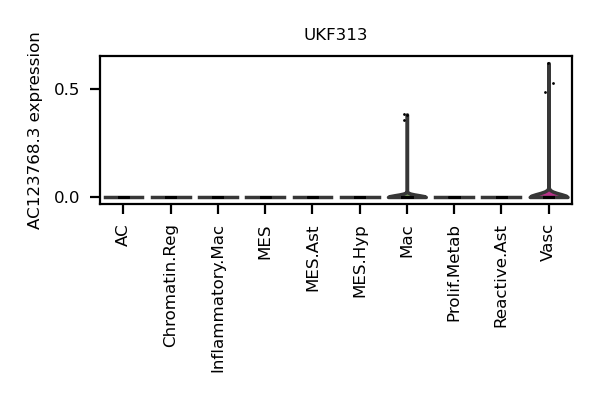 UKF313
AC123768.3 expression
0.5
0.0
AC
Chromatin.Reg
Inflammatory.Mac
MES
MES.Ast
MES.Hyp
Mac
Prolif.Metab
Reactive.Ast
Vasc